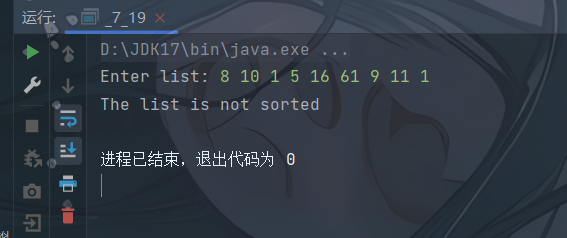 运行: _7_19
D:\JDK17\bin\java.exe ...
Enter list: 8 10 1 5 16 61 9 11 1
The list is not sorted
进程已结束，退出代码为 0